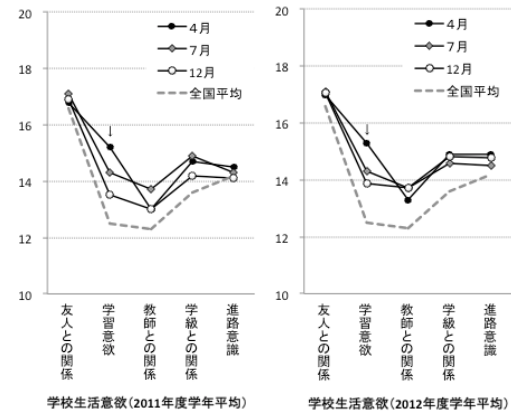 20
18
16
14
12
10
4月
7月
12月
全国平均
↓
友人との関係
学習意欲
教師との関係
学級との関係
進路意識
学校生活意欲(2011年度学年平均)
20
18
16
14
12
10
4月
7月
12月
全国平均
↓
友人との関係
学習意欲
教師との関係
学級との関係
進路意識
学校生活意欲(2012年度学年平均)